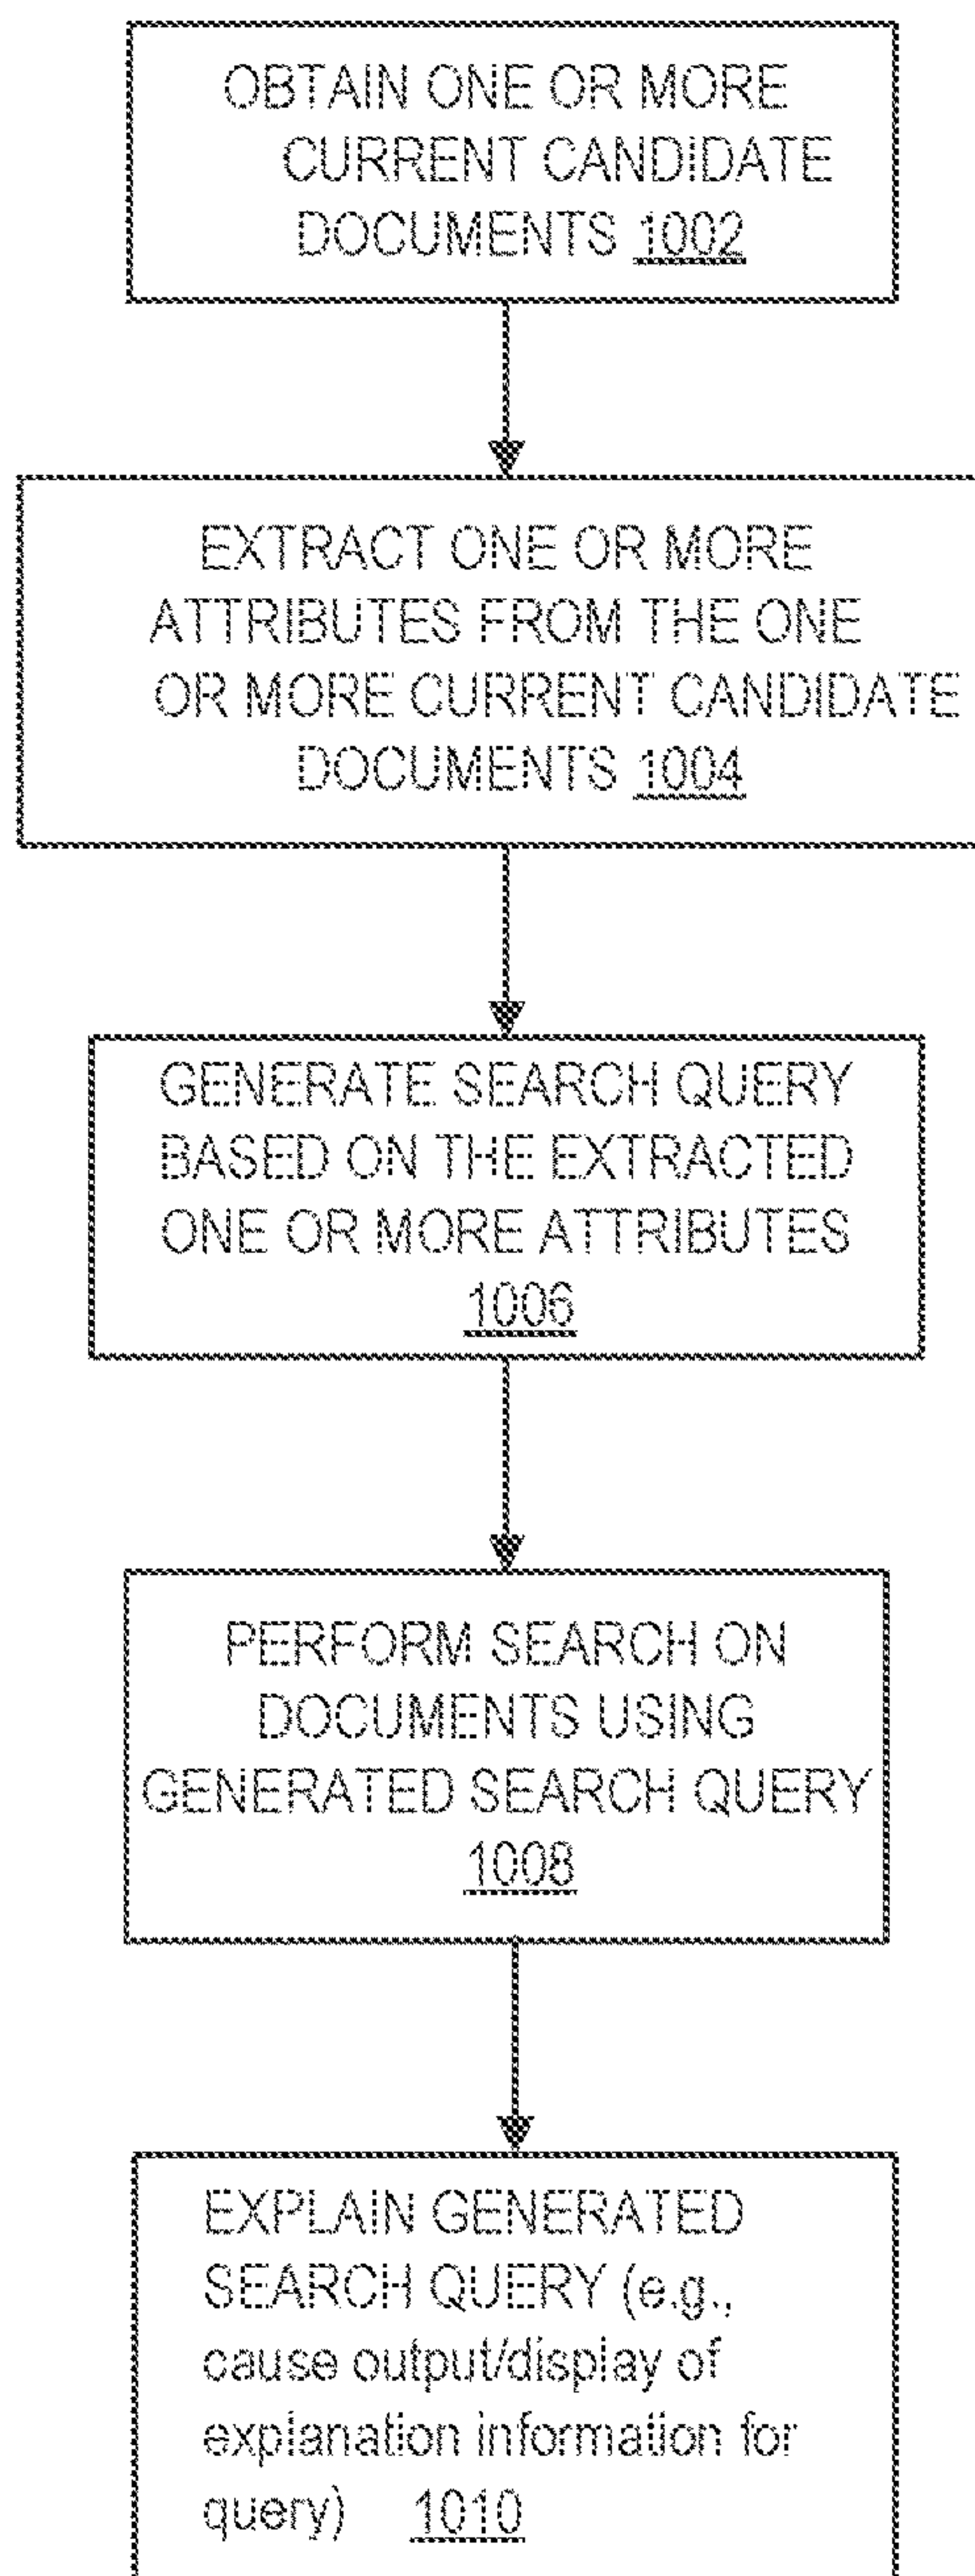 OBTAIN ONE OR MORE
CURRENT CANDIDATE
DOCUMENTS 1002
EXTRACT ONE OR MORE
ATTRIBUTES FROM THE ONE
OR MORE CURRENT CANDIDATE
DOCUMENTS 1004
GENERATE SEARCH QUERY
BASED ON THE EXTRACTED
ONE OR MORE ATTRIBUTES
1006
PERFORM SEARCH ON
DOCUMENTS USING
GENERATED SEARCH QUERY
1008
EXPLAIN GENERATED
SEARCH QUERY (e.g.,
cause output/display of
explanation information for
query) 1010